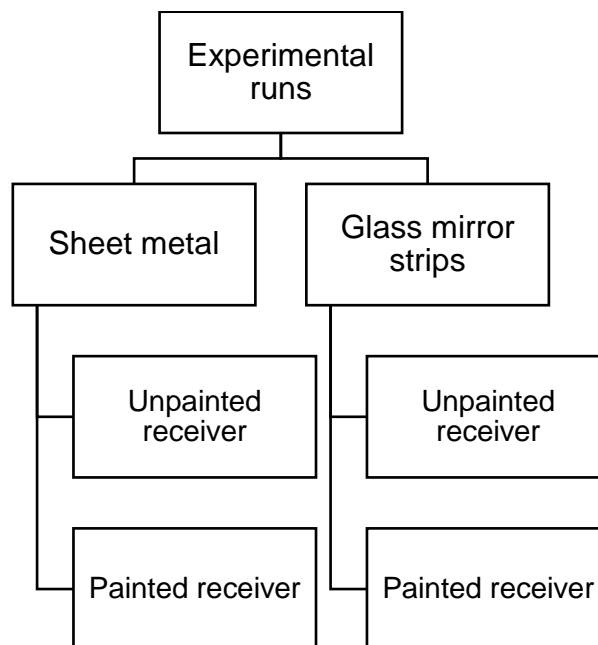 Experimental
runs
Sheet metal
Glass mirror
strips
Unpainted
receiver
Unpainted
receiver
Painted receiver
Painted receiver